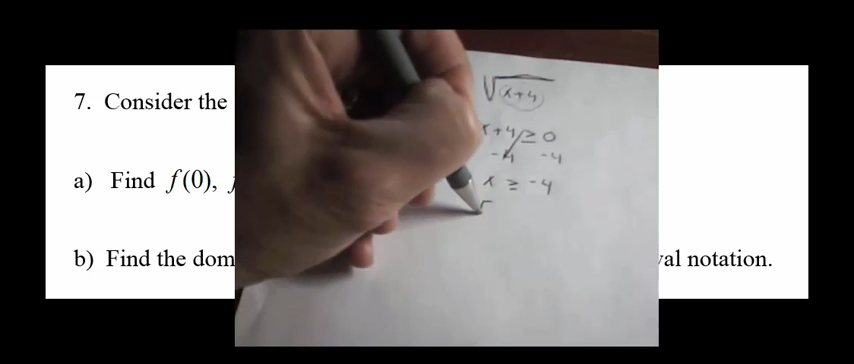 7. Consider the
a) Find f(0),
b) Find the dom
val notation.
√x+4
x+4 ≥ 0
-4 -4
x ≥ -4
[